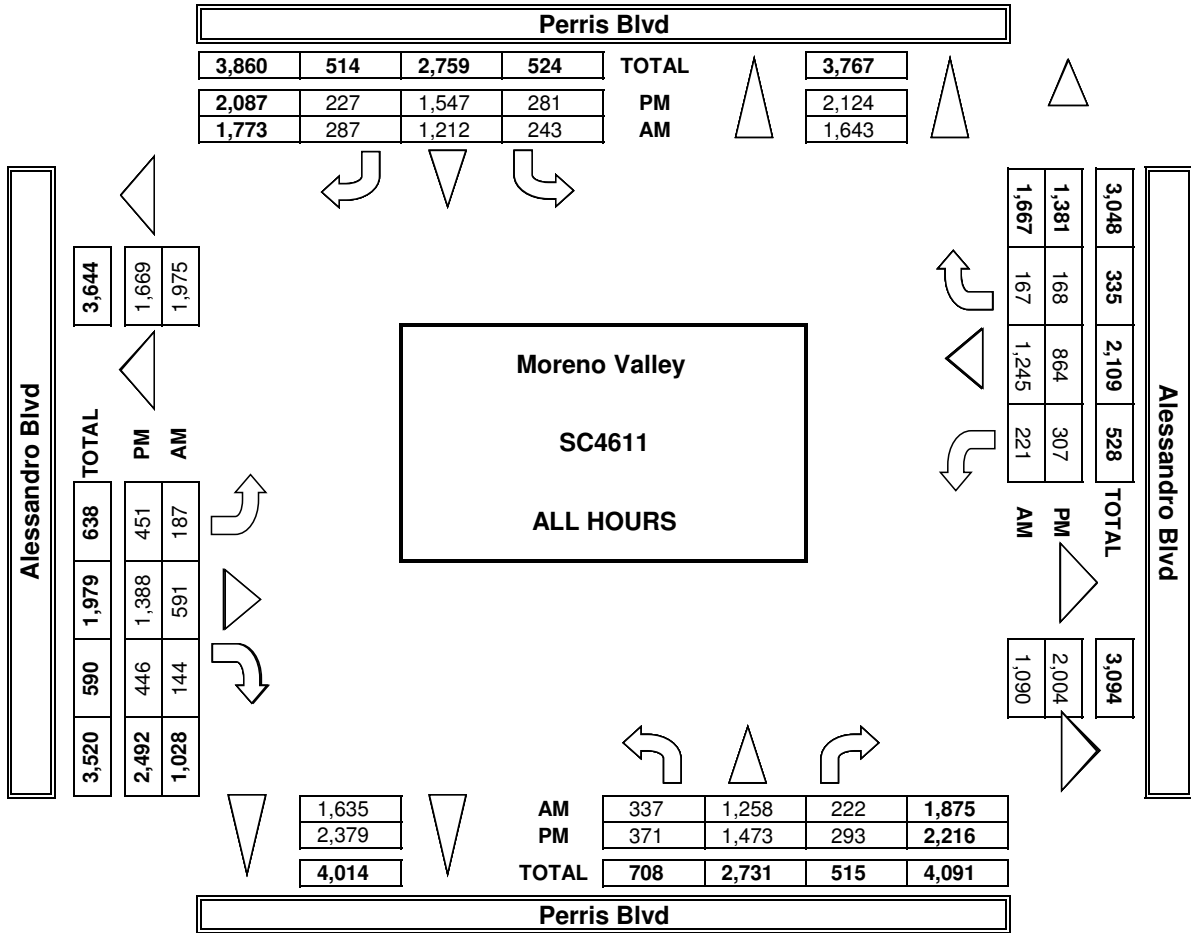 Perris Blvd
3,860 514 2,759 524 TOTAL 3,767
2,087 227 1,547 281 PM 2,124
1,773 287 1,212 243 AM 1,643
Alessandro Blvd
3,644 1,669 1,975
TOTAL PM AM
638 451 187
1,979 1,388 591
590 446 144
3,520 2,492 1,028
Moreno Valley
SC4611
ALL HOURS
1,667 1,381 3,048
167 168 335
1,245 864 2,109
221 307 528
AM PM TOTAL
1,090 2,004 3,094
Alessandro Blvd
1,635 AM 337 1,258 222 1,875
2,379 PM 371 1,473 293 2,216
4,014 TOTAL 708 2,731 515 4,091
Perris Blvd